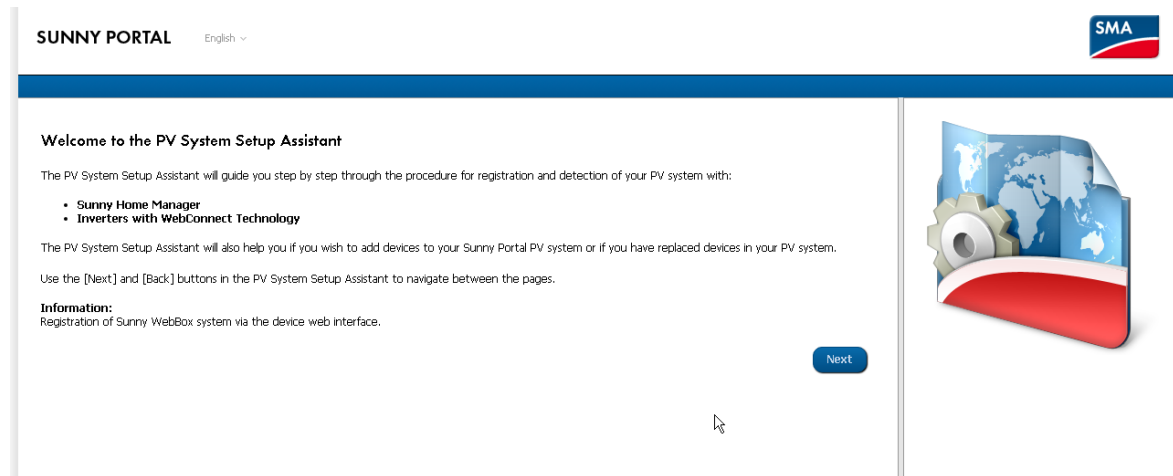 SUNNY PORTAL English
SMA
Welcome to the PV System Setup Assistant
The PV System Setup Assistant will guide you step by step through the procedure for registration and detection of your PV system with:
• Sunny Home Manager
• Inverters with WebConnect Technology
The PV System Setup Assistant will also help you if you wish to add devices to your Sunny Portal PV system or if you have replaced devices in your PV system.
Use the [Next] and [Back] buttons in the PV System Setup Assistant to navigate between the pages.
Information:
Registration of Sunny WebBox system via the device web interface.
Next